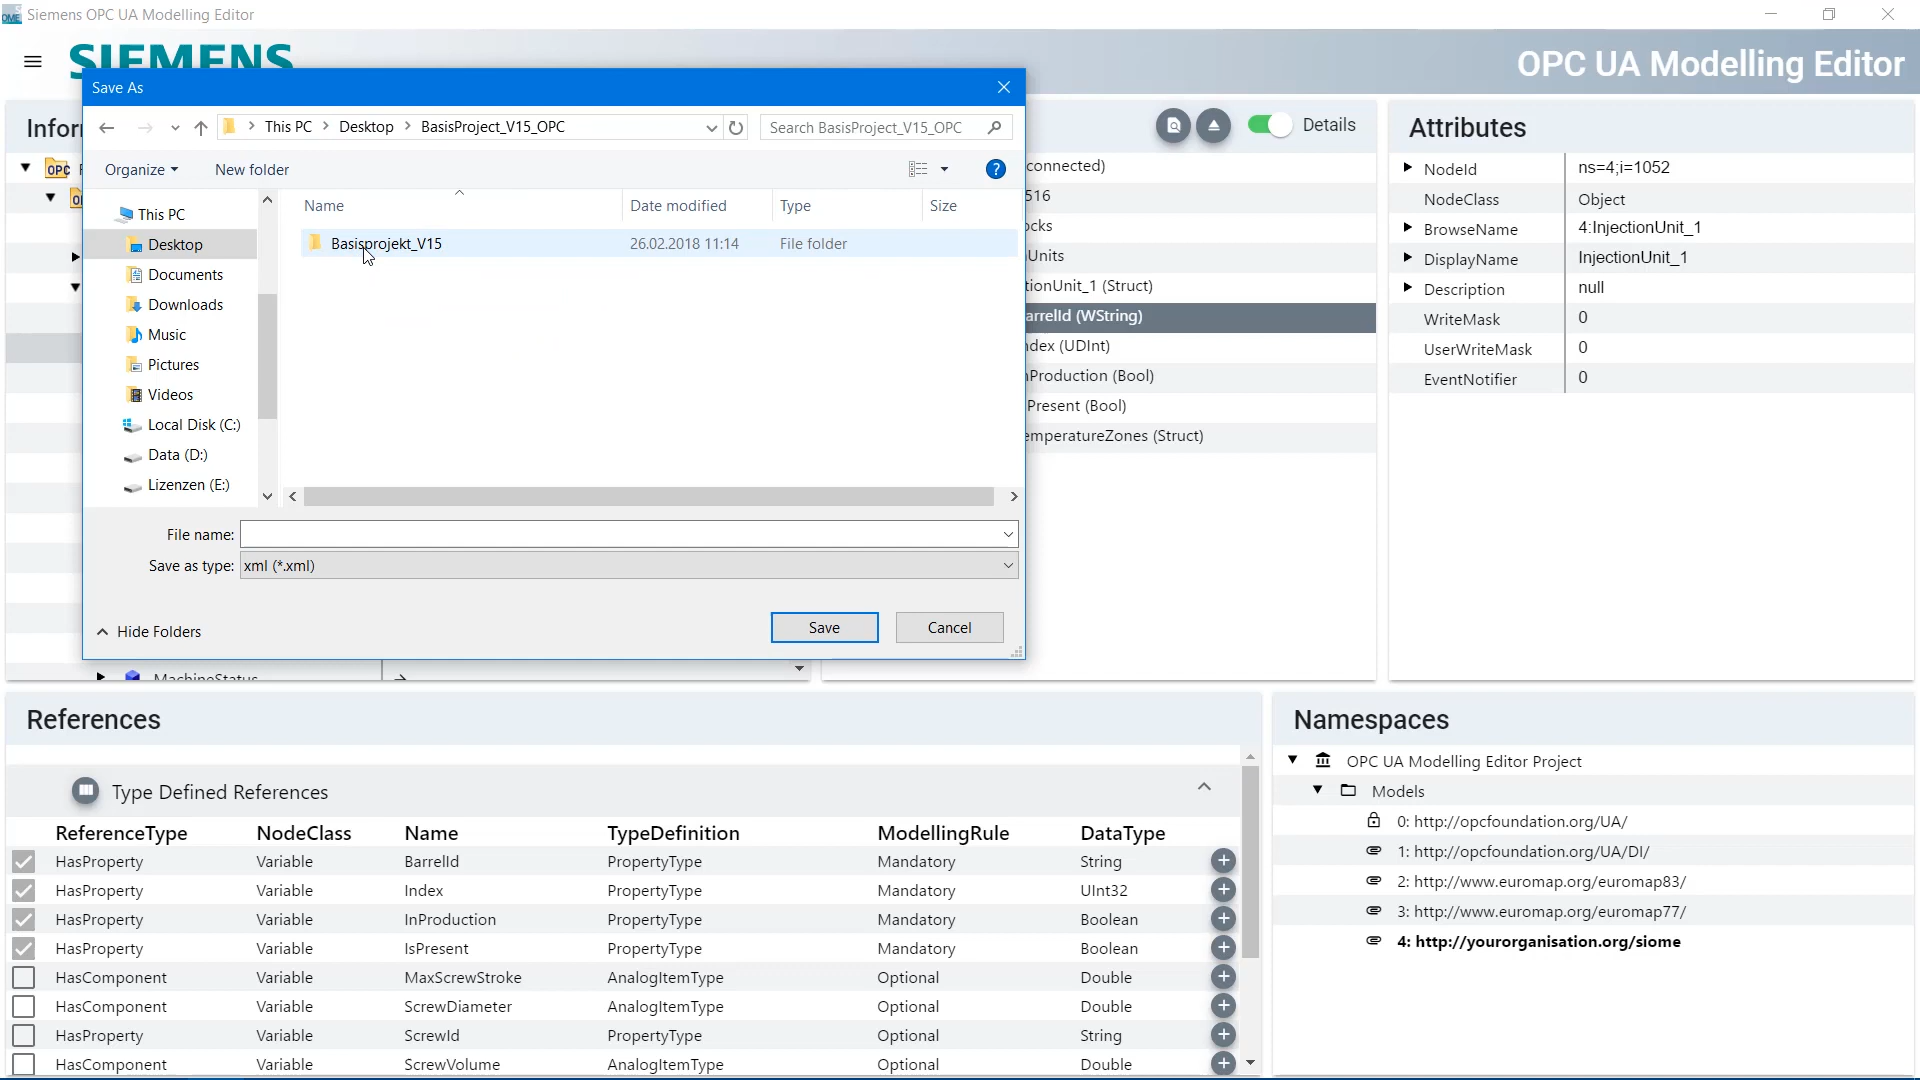 Siemens OPC UA Modelling Editor
SIEMENS
OPC UA Modelling Editor
Save As
This PC > Desktop > BasisProject_V15_OPC
Search BasisProject_V15_OPC
Organize
New folder
This PC
Desktop
Documents
Downloads
Music
Pictures
Videos
Local Disk (C:)
Data (D:)
Lizenzen (E:)
Name Date modified Type Size
Basisprojekt_V15 26.02.2018 11:14 File folder
File name:
Save as type: xml (*.xml)
Hide Folders
Save
Cancel
Infor
OPC
Details
connected)
516
cks
Units
tionUnit_1 (Struct)
arrelId (WString)
dex (UDInt)
Production (Bool)
Present (Bool)
emperatureZones (Struct)
MachineStatus
Attributes
NodeId ns=4;i=1052
NodeClass Object
BrowseName 4:InjectionUnit_1
DisplayName InjectionUnit_1
Description null
WriteMask 0
UserWriteMask 0
EventNotifier 0
References
Type Defined References
ReferenceType NodeClass Name TypeDefinition ModellingRule DataType
HasProperty Variable BarrelId PropertyType Mandatory String
HasProperty Variable Index PropertyType Mandatory UInt32
HasProperty Variable InProduction PropertyType Mandatory Boolean
HasProperty Variable IsPresent PropertyType Mandatory Boolean
HasComponent Variable MaxScrewStroke AnalogItemType Optional Double
HasComponent Variable ScrewDiameter AnalogItemType Optional Double
HasProperty Variable ScrewId PropertyType Optional String
HasComponent Variable ScrewVolume AnalogItemType Optional Double
Namespaces
OPC UA Modelling Editor Project
Models
0: http://opcfoundation.org/UA/
1: http://opcfoundation.org/UA/DI/
2: http://www.euromap.org/euromap83/
3: http://www.euromap.org/euromap77/
4: http://yourorganisation.org/siome